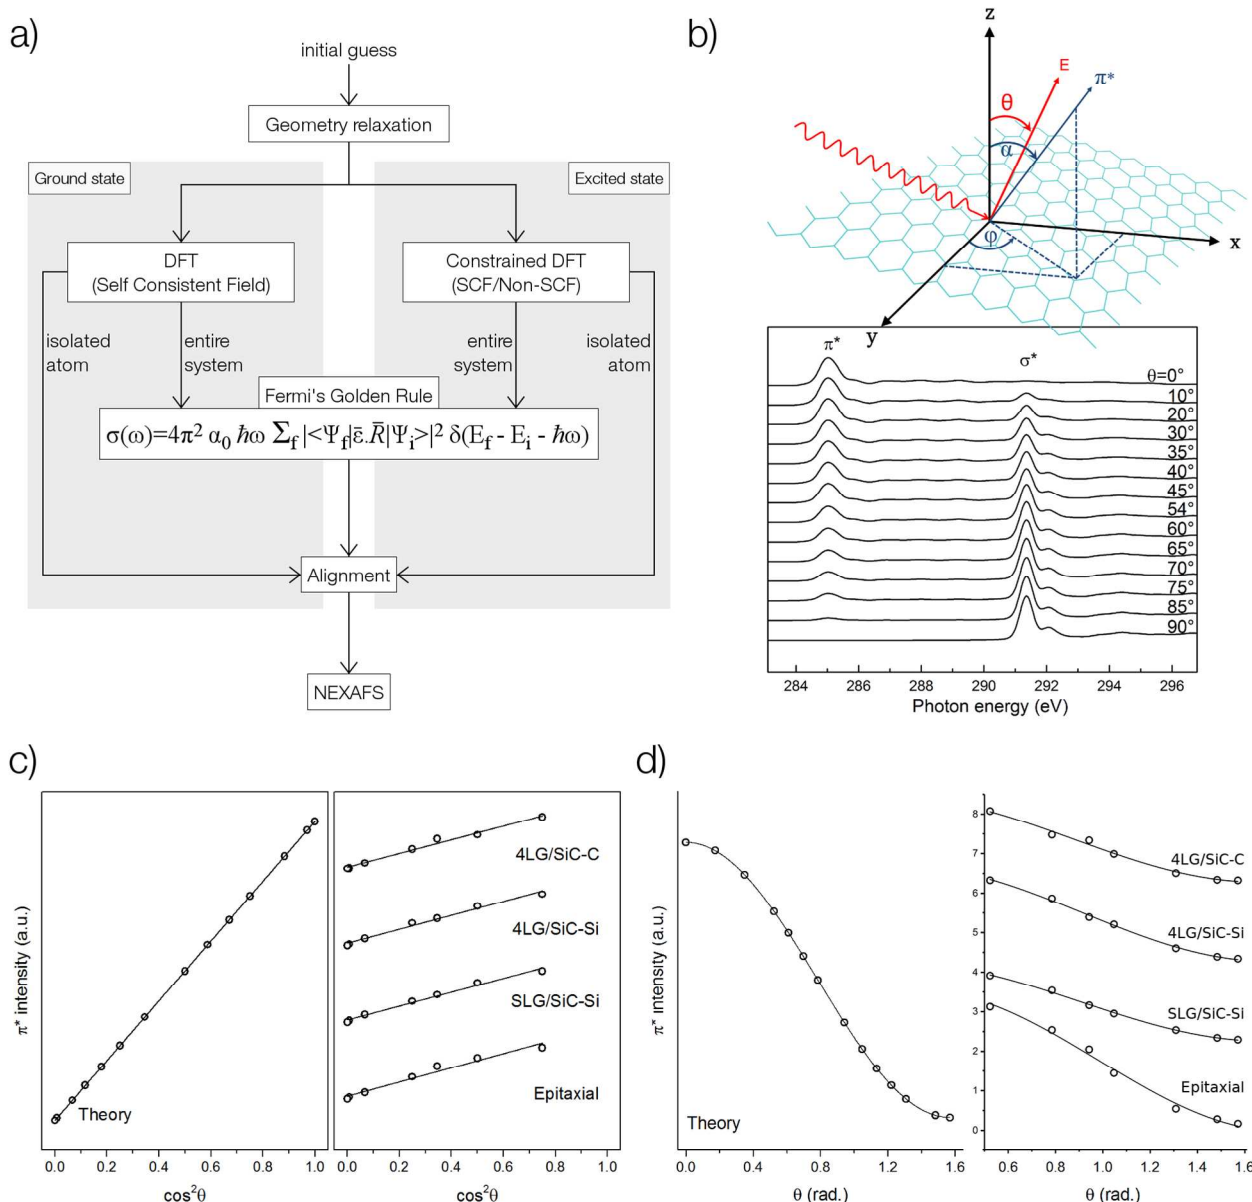 a)
initial guess
Geometry relaxation
Ground state
Excited state
DFT
(Self Consistent Field)
Constrained DFT
(SCF/Non-SCF)
isolated
atom
entire
system
entire
system
isolated
atom
Fermi's Golden Rule
σ(ω)=4π² α₀ ℏω Σ_f |<Ψ_f|ε̄.R̄|Ψ_i>|² δ(E_f - E_i - ℏω)
Alignment
NEXAFS
b)
z
E
π*
θ
α
φ
x
y
π*
σ*
θ=0°
10°
20°
30°
35°
40°
45°
54°
60°
65°
70°
75°
85°
90°
284 286 288 290 292 294 296
Photon energy (eV)
c)
π* intensity (a.u.)
Theory
0.0 0.2 0.4 0.6 0.8 1.0
cos²θ
4LG/SiC-C
4LG/SiC-Si
SLG/SiC-Si
Epitaxial
0.0 0.2 0.4 0.6 0.8 1.0
cos²θ
d)
π* intensity (a.u.)
Theory
0.0 0.4 0.8 1.2 1.6
θ (rad.)
8
7
6
5
4
3
2
1
0
4LG/SiC-C
4LG/SiC-Si
SLG/SiC-Si
Epitaxial
0.6 0.8 1.0 1.2 1.4 1.6
θ (rad.)